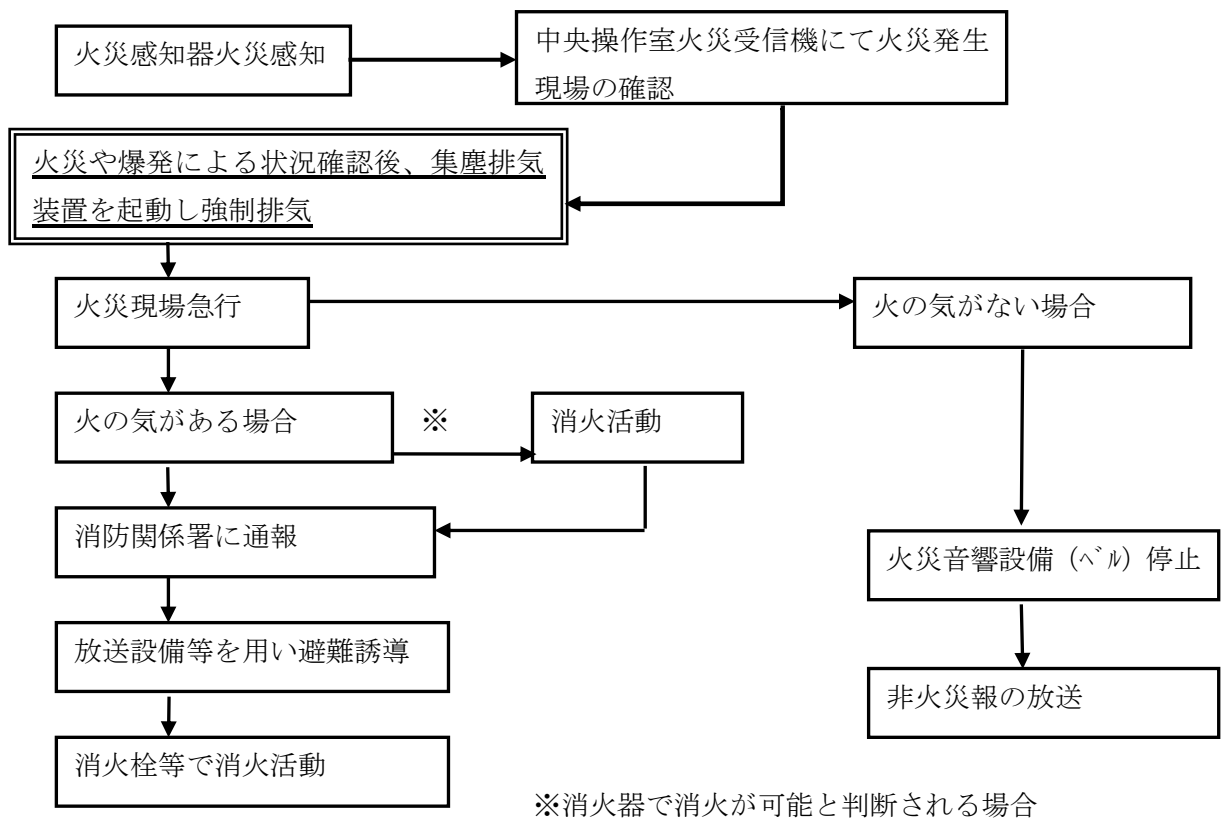 火災感知器火災感知
中央操作室火災受信機にて火災発生
現場の確認
火災や爆発による状況確認後、集塵排気
装置を起動し強制排気
火災現場急行
火の気がない場合
火の気がある場合
※
消火活動
消防関係署に通報
火災音響設備（ﾍﾞﾙ）停止
放送設備等を用い避難誘導
非火災報の放送
消火栓等で消火活動
※消火器で消火が可能と判断される場合